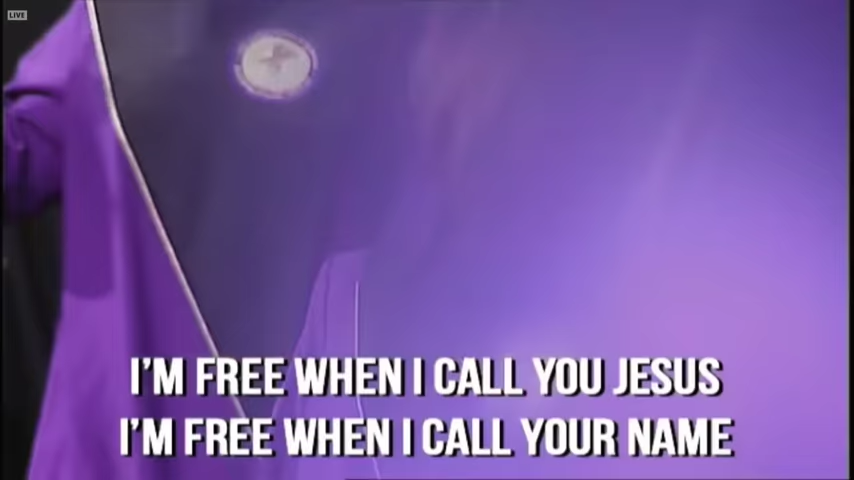 LIVE
I'M FREE WHEN I CALL YOU JESUS
I'M FREE WHEN I CALL YOUR NAME